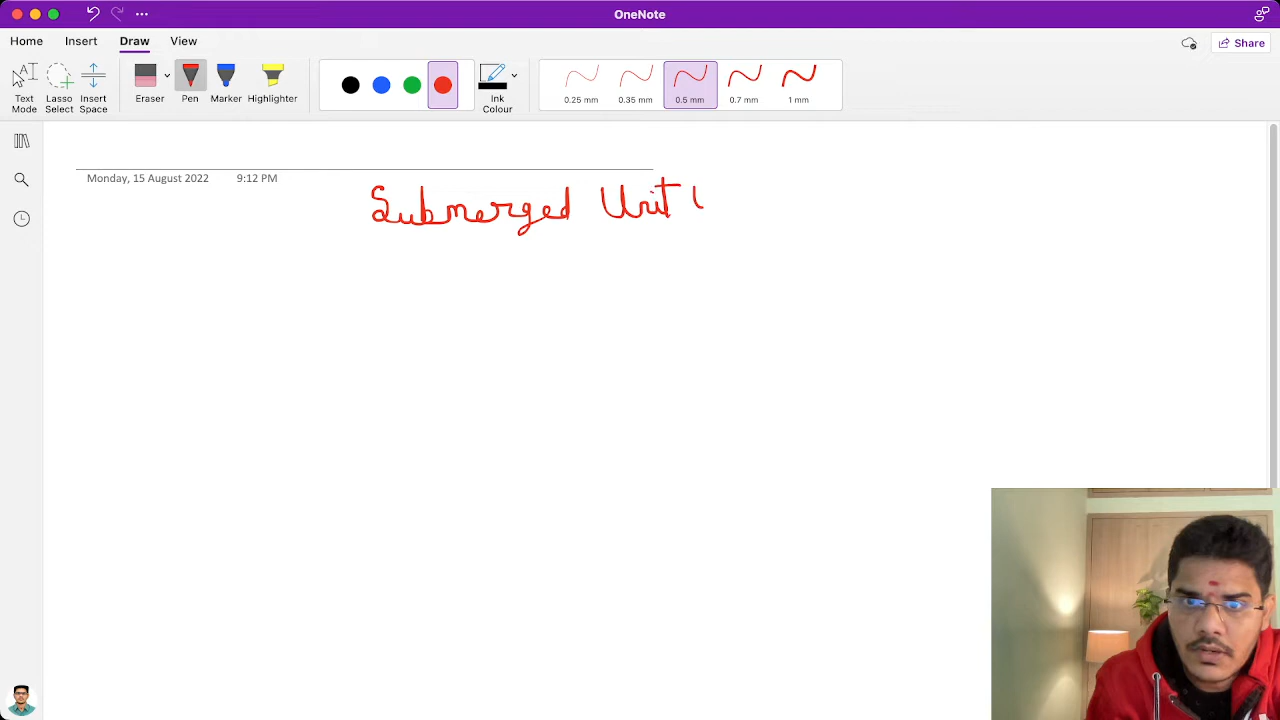 OneNote
Home Insert Draw View Share
Text Mode
Lasso Select
Insert Space
Eraser
Pen
Marker
Highlighter
Ink Colour
0.25 mm 0.35 mm 0.5 mm 0.7 mm 1 mm
Monday, 15 August 2022 9:12 PM
Submerged Unit